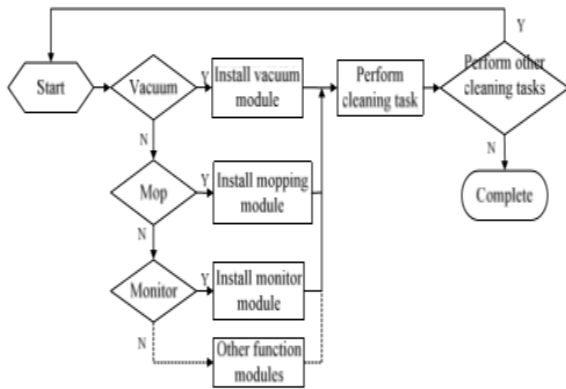 Y
Start
Vacuum
Y
Install vacuum
module
Perform
cleaning task
Perform other
cleaning tasks
N
N
Mop
Y
Install mopping
module
Complete
N
Monitor
Y
Install monitor
module
N
Other function
modules